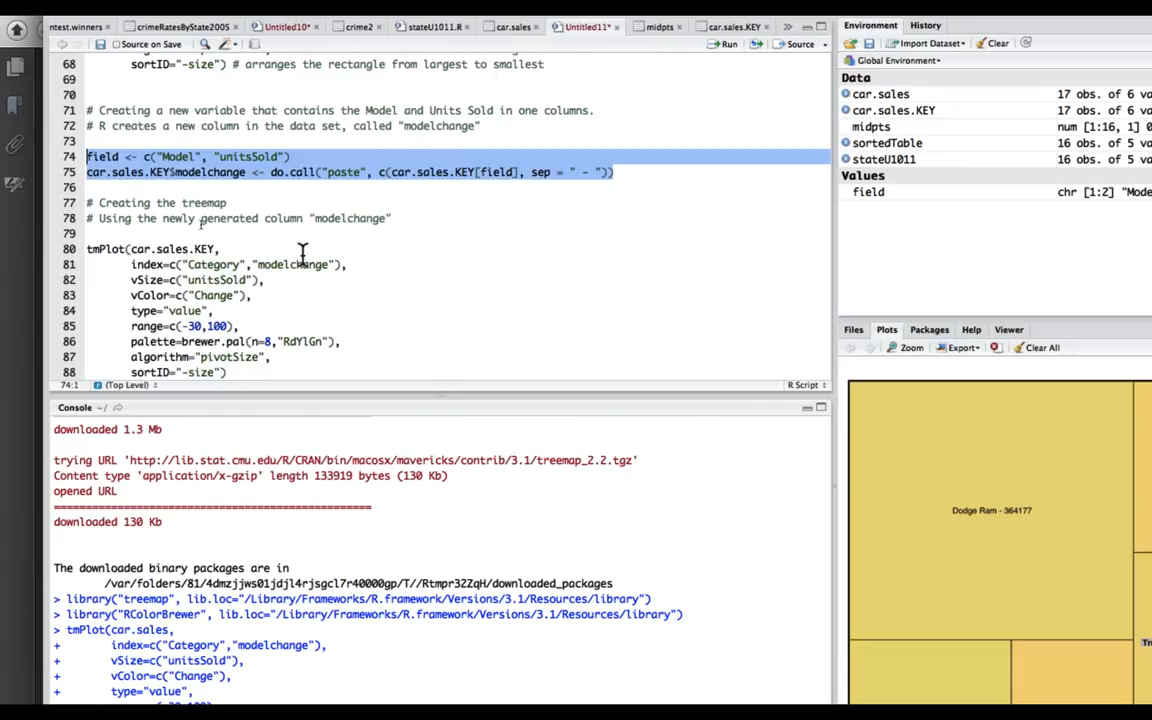 ntest.winners × crimeRatesByState2005 × Untitled10* × crime2 × stateU1011.R × car.sales × Untitled11* × midpts × car.sales.KEY ×
Source on Save Run Source
68 sortID="-size") # arranges the rectangle from largest to smallest
69
70
71 # Creating a new variable that contains the Model and Units Sold in one columns.
72 # R creates a new column in the data set, called "modelchange"
73
74 field <- c("Model", "unitsSold")
75 car.sales.KEY$modelchange <- do.call("paste", c(car.sales.KEY[field], sep = " - "))
76
77 # Creating the treemap
78 # Using the newly generated column "modelchange"
79
80 tmPlot(car.sales.KEY,
81 index=c("Category","modelchange"),
82 vSize=c("unitsSold"),
83 vColor=c("Change"),
84 type="value",
85 range=c(-30,100),
86 palette=brewer.pal(n=8,"RdYlGn"),
87 algorithm="pivotSize",
88 sortID="-size")
74:1 (Top Level) R Script
Console ~/
downloaded 1.3 Mb
trying URL 'http://lib.stat.cmu.edu/R/CRAN/bin/macosx/mavericks/contrib/3.1/treemap_2.2.tgz'
Content type 'application/x-gzip' length 133919 bytes (130 Kb)
opened URL
==================================================
downloaded 130 Kb
The downloaded binary packages are in
/var/folders/81/4dmzjjws01jdjl4rjsgcl7r40000gp/T//Rtmpr32ZqH/downloaded_packages
> library("treemap", lib.loc="/Library/Frameworks/R.framework/Versions/3.1/Resources/library")
> library("RColorBrewer", lib.loc="/Library/Frameworks/R.framework/Versions/3.1/Resources/library")
> tmPlot(car.sales,
+ index=c("Category","modelchange"),
+ vSize=c("unitsSold"),
+ vColor=c("Change"),
+ type="value",
Environment History
Import Dataset Clear
Global Environment
Data
car.sales 17 obs. of 6 va
car.sales.KEY 17 obs. of 6 va
midpts num [1:16, 1] 0
sortedTable 16 obs. of 5 va
stateU1011 16 obs. of 5 va
Values
field chr [1:2] "Mode
Files Plots Packages Help Viewer
Zoom Export Clear All
Dodge Ram - 364177
Tr